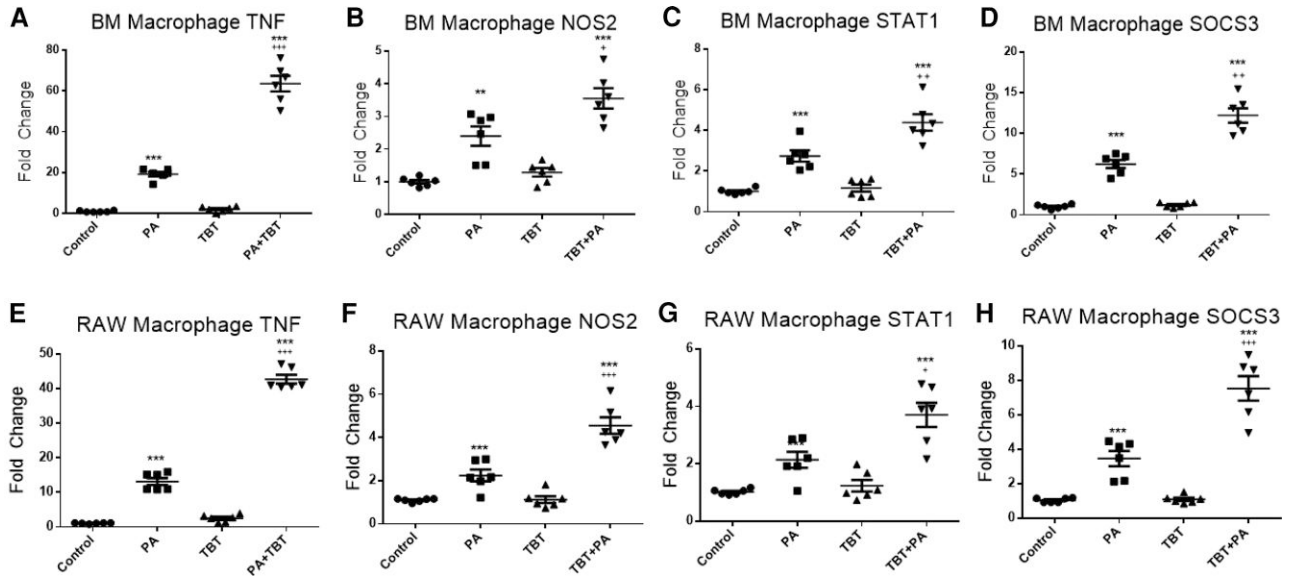 A BM Macrophage TNF
Fold Change
80
60
40
20
0
***
***
+++
Control PA TBT PA+TBT
B BM Macrophage NOS2
Fold Change
5
4
3
2
1
0
**
***
+
Control PA TBT TBT+PA
C BM Macrophage STAT1
Fold Change
8
6
4
2
0
***
***
++
Control PA TBT TBT+PA
D BM Macrophage SOCS3
Fold Change
20
15
10
5
0
***
***
++
Control PA TBT TBT+PA
E RAW Macrophage TNF
Fold Change
50
40
30
20
10
0
***
***
+++
Control PA TBT PA+TBT
F RAW Macrophage NOS2
Fold Change
8
6
4
2
0
***
***
+++
Control PA TBT TBT+PA
G RAW Macrophage STAT1
Fold Change
6
4
2
0
***
***
+
Control PA TBT TBT+PA
H RAW Macrophage SOCS3
Fold Change
10
8
6
4
2
0
***
***
+++
Control PA TBT TBT+PA